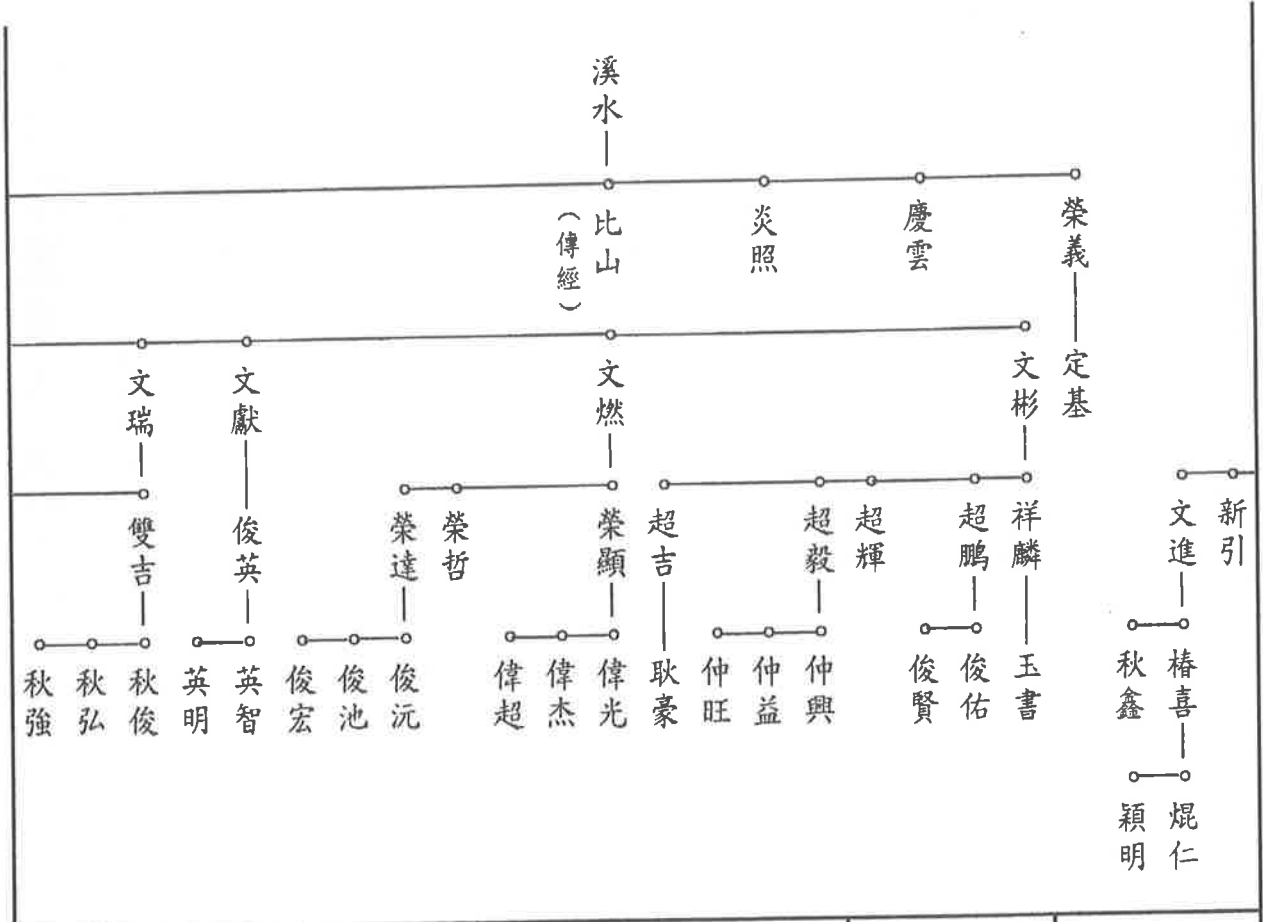 新引
文進
椿喜
秋鑫
焜仁
穎明
溪水
榮義
慶雲
炎照
比山
（傳經）
定基
文彬
文燃
文獻
文瑞
祥麟
超鵬
超輝
超毅
超吉
榮顯
榮哲
榮達
俊英
雙吉
玉書
俊佑
俊賢
仲興
仲益
仲旺
耿豪
偉光
偉杰
偉超
俊沅
俊池
俊宏
英智
英明
秋俊
秋弘
秋強